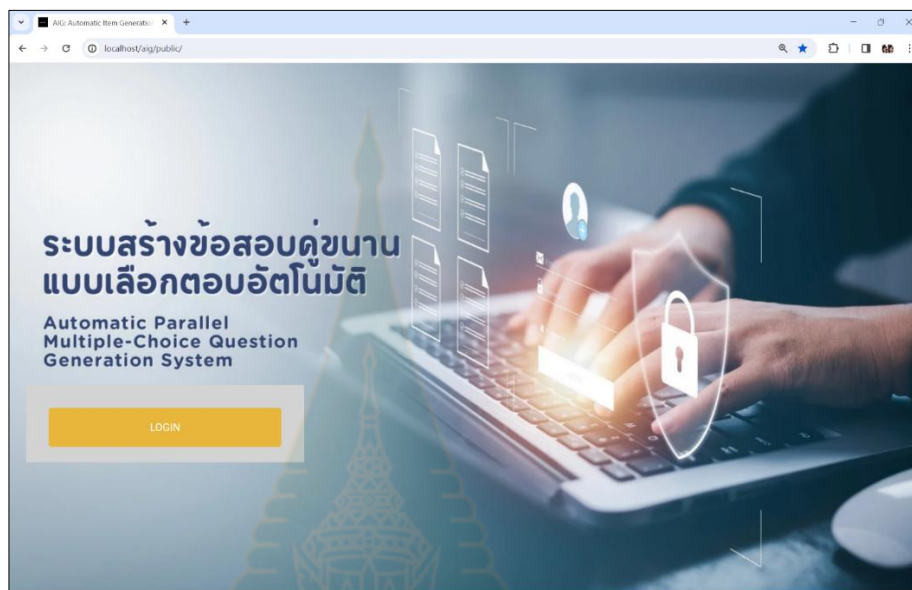 AIG: Automatic Item Generatio
localhost/aig/public/
ระบบสร้างข้อสอบคู่ขนาน
แบบเลือกตอบอัตโนมัติ
Automatic Parallel
Multiple-Choice Question
Generation System
LOGIN